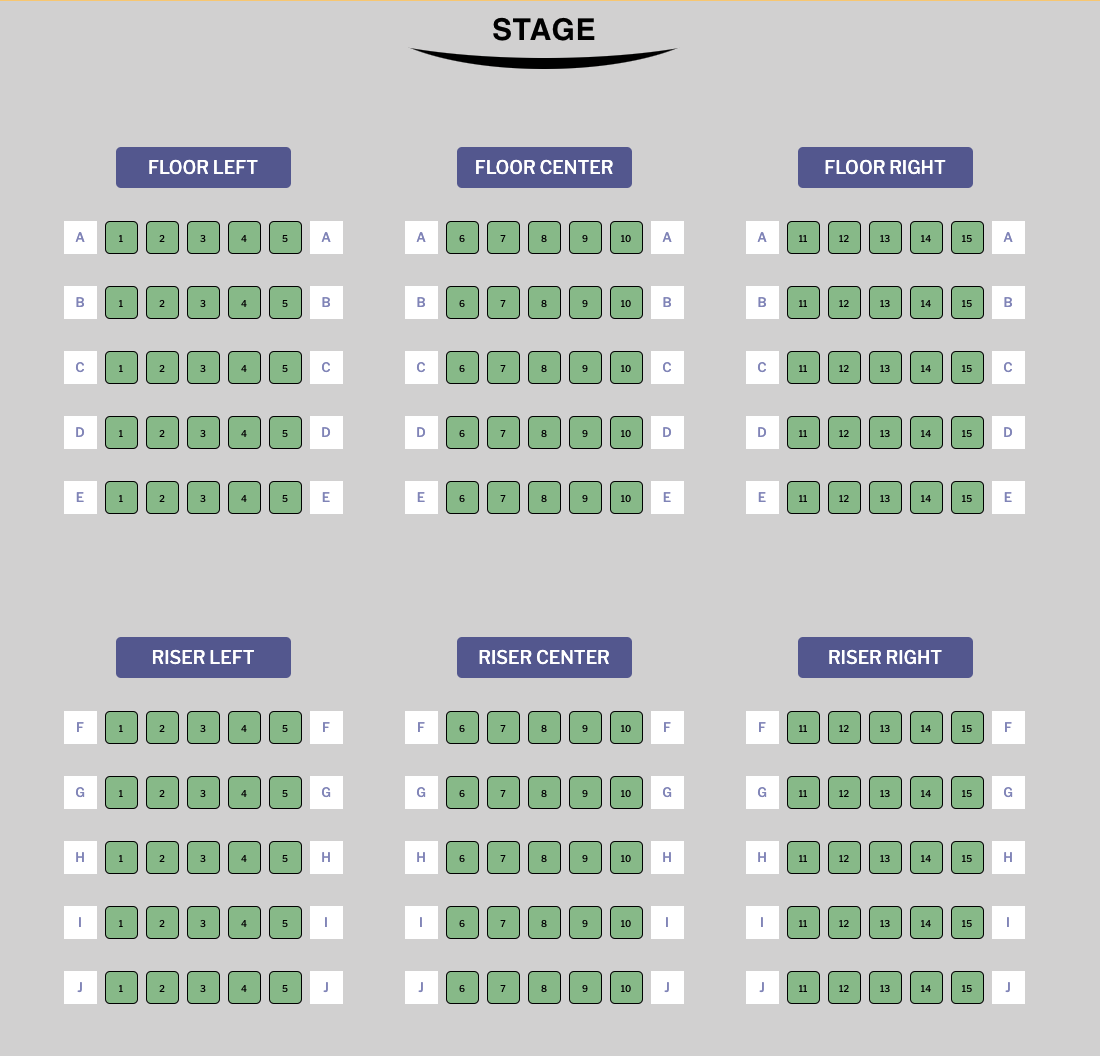 STAGE
FLOOR LEFT FLOOR CENTER FLOOR RIGHT
A 1 2 3 4 5 A A 6 7 8 9 10 A A 11 12 13 14 15 A
B 1 2 3 4 5 B B 6 7 8 9 10 B B 11 12 13 14 15 B
C 1 2 3 4 5 C C 6 7 8 9 10 C C 11 12 13 14 15 C
D 1 2 3 4 5 D D 6 7 8 9 10 D D 11 12 13 14 15 D
E 1 2 3 4 5 E E 6 7 8 9 10 E E 11 12 13 14 15 E
RISER LEFT RISER CENTER RISER RIGHT
F 1 2 3 4 5 F F 6 7 8 9 10 F F 11 12 13 14 15 F
G 1 2 3 4 5 G G 6 7 8 9 10 G G 11 12 13 14 15 G
H 1 2 3 4 5 H H 6 7 8 9 10 H H 11 12 13 14 15 H
I 1 2 3 4 5 I I 6 7 8 9 10 I I 11 12 13 14 15 I
J 1 2 3 4 5 J J 6 7 8 9 10 J J 11 12 13 14 15 J